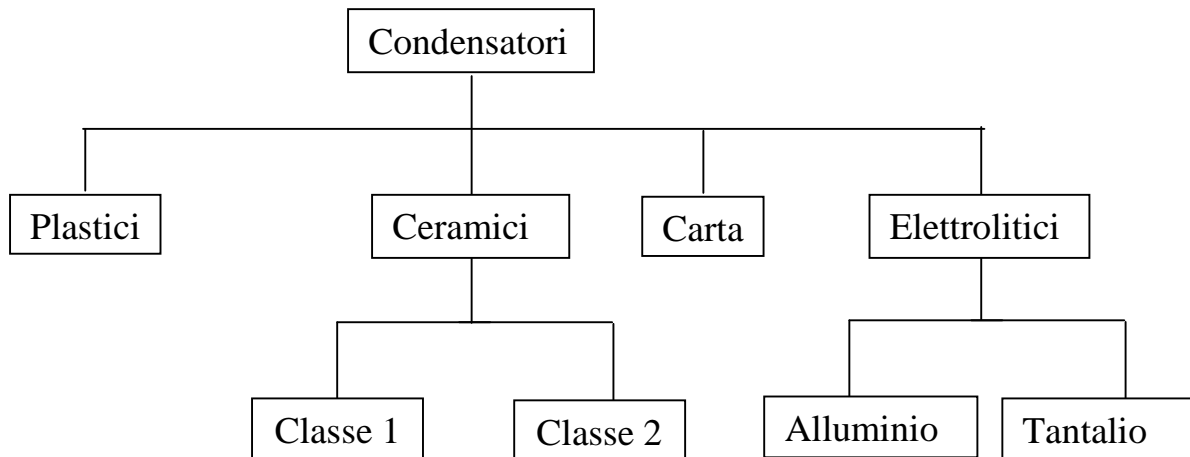 Condensatori
Plastici
Ceramici
Carta
Elettrolitici
Classe 1
Classe 2
Alluminio
Tantalio